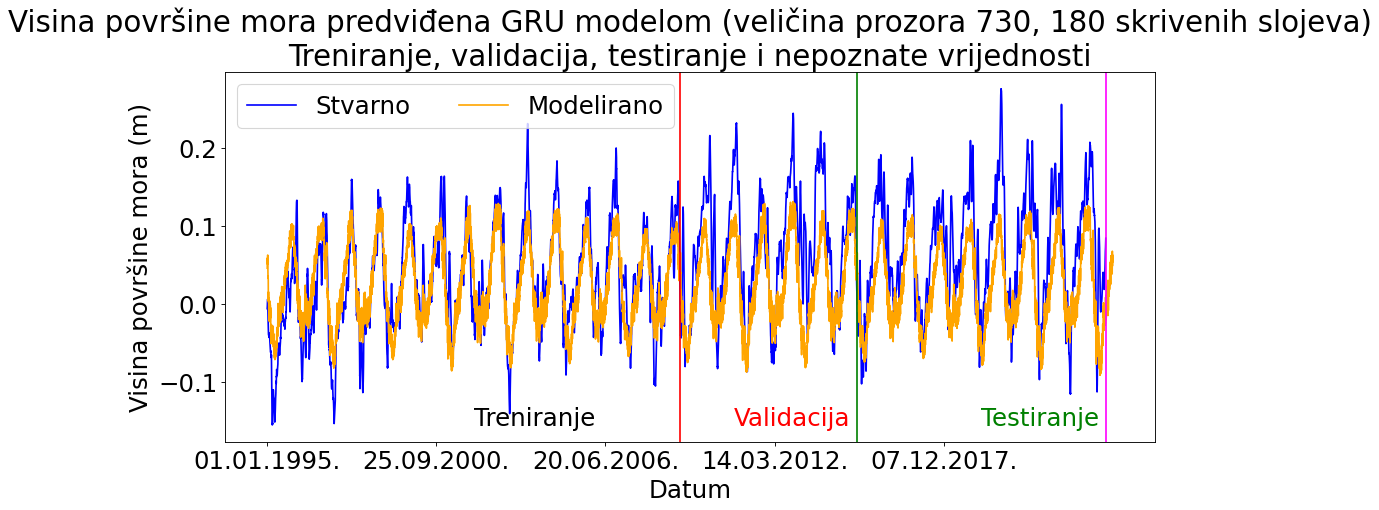 Visina površine mora predviđena GRU modelom (veličina prozora 730, 180 skrivenih slojeva)
Treniranje, validacija, testiranje i nepoznate vrijednosti
Stvarno
Modelirano
Visina površine mora (m)
0.2
0.1
0.0
−0.1
Treniranje
Validacija
Testiranje
01.01.1995.
25.09.2000.
20.06.2006.
14.03.2012.
07.12.2017.
Datum